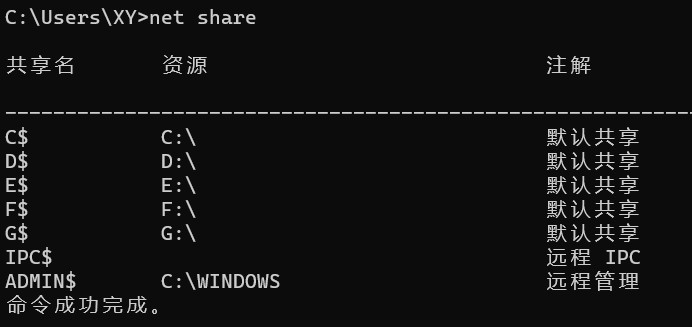 C:\Users\XY>net share
共享名 资源 注解
-------------------------------------------------------------------------------
C$ C:\ 默认共享
D$ D:\ 默认共享
E$ E:\ 默认共享
F$ F:\ 默认共享
G$ G:\ 默认共享
IPC$ 远程 IPC
ADMIN$ C:\WINDOWS 远程管理
命令成功完成。